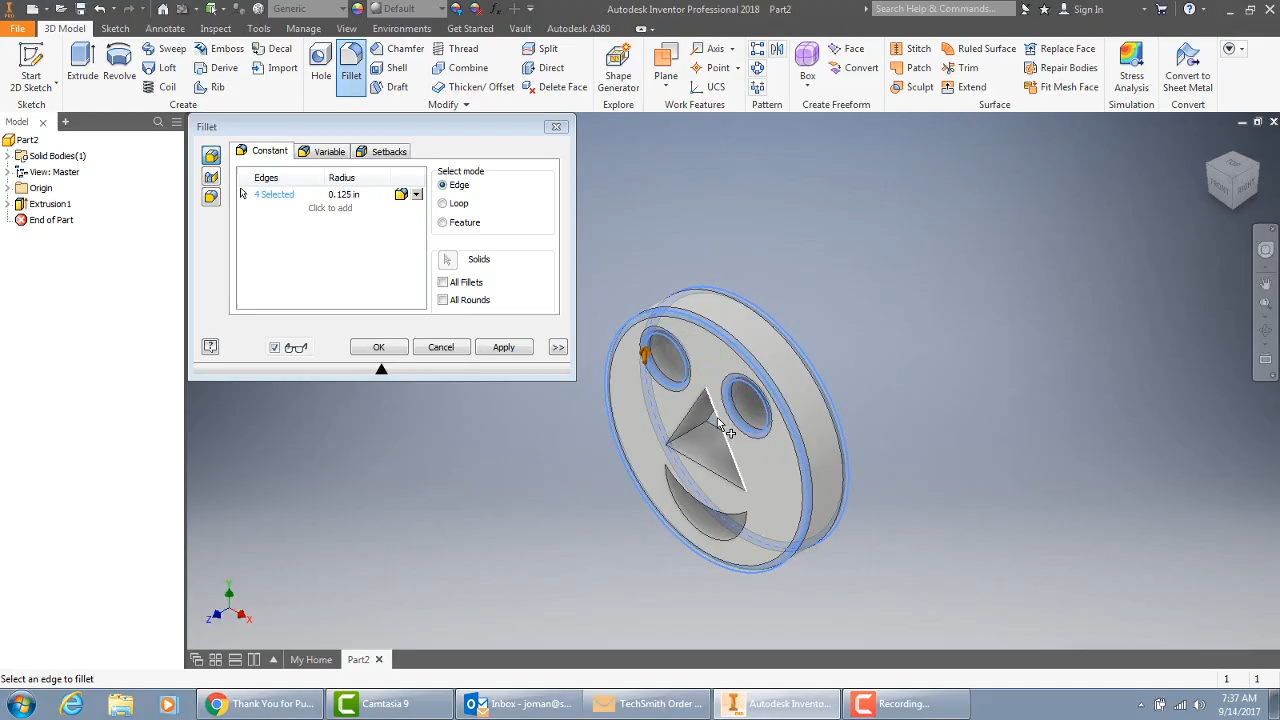 Generic
Default
Autodesk Inventor Professional 2018 Part2
Search Help & Commands...
Sign In
File
3D Model
Sketch
Annotate
Inspect
Tools
Manage
View
Environments
Get Started
Vault
Autodesk A360
Start
2D Sketch
Extrude
Revolve
Sweep
Loft
Coil
Emboss
Rib
Decal
Import
Hole
Fillet
Chamfer
Shell
Draft
Thread
Combine
Thicken/ Offset
Split
Direct
Delete Face
Shape
Generator
Plane
Axis
Point
UCS
Box
Face
Convert
Stitch
Patch
Sculpt
Ruled Surface
Trim
Extend
Replace Face
Repair Bodies
Fit Mesh Face
Stress
Analysis
Convert to
Sheet Metal
Sketch
Create
Modify
Explore
Work Features
Pattern
Create Freeform
Surface
Simulation
Convert
Model
Part2
Solid Bodies(1)
View: Master
Origin
Extrusion1
End of Part
Fillet
Constant
Variable
Setbacks
Edges
Radius
4 Selected
0.125 in
Click to add
Select mode
Edge
Loop
Feature
Solids
All Fillets
All Rounds
OK
Cancel
Apply
>>
TOP
FRONT
RIGHT
Y
Z
X
My Home
Part2
Select an edge to fillet
1
1
Thank You for Pu...
Camtasia 9
Inbox - joman@s...
TechSmith Order ...
Autodesk Invento...
Recording...
7:37 AM
9/14/2017